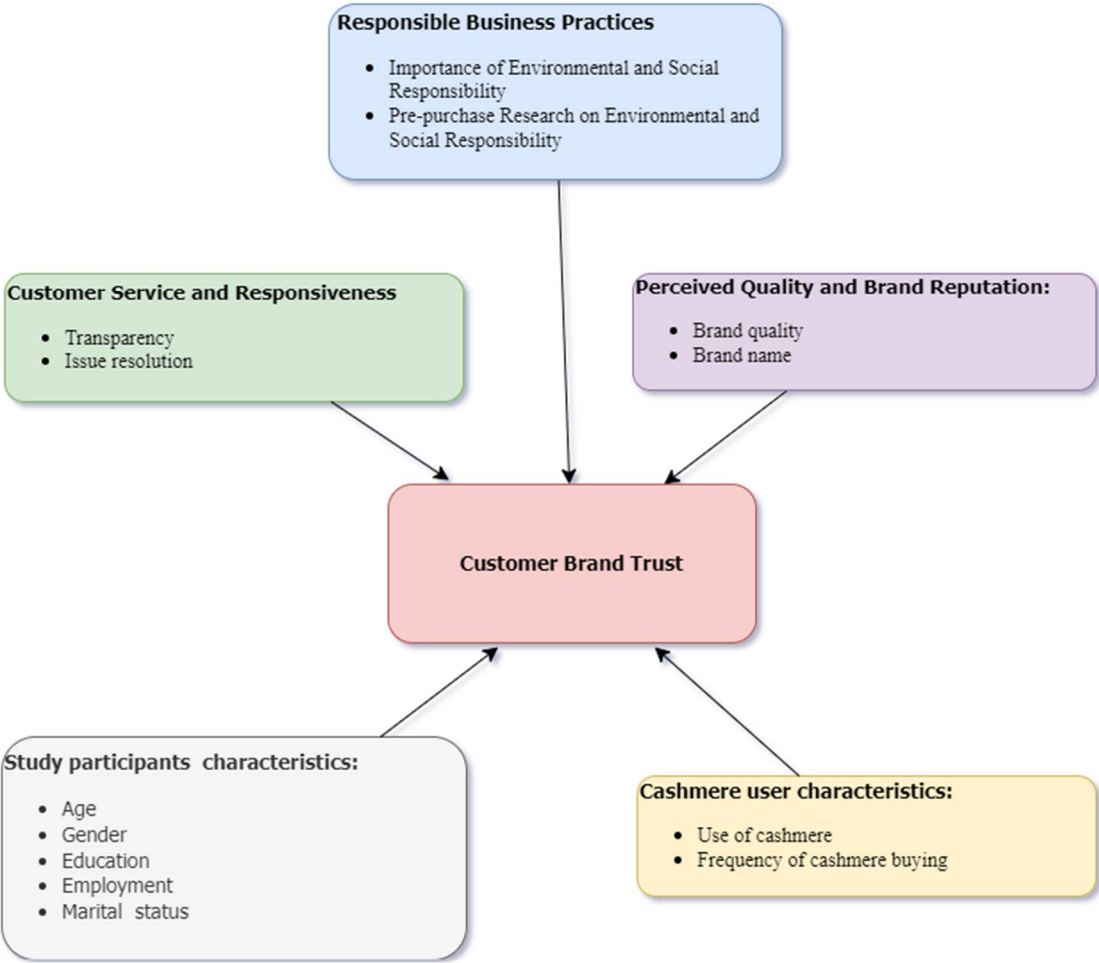 Responsible Business Practices
• Importance of Environmental and Social
Responsibility
• Pre-purchase Research on Environmental and
Social Responsibility
Customer Service and Responsiveness
• Transparency
• Issue resolution
Perceived Quality and Brand Reputation:
• Brand quality
• Brand name
Customer Brand Trust
Study participants characteristics:
• Age
• Gender
• Education
• Employment
• Marital status
Cashmere user characteristics:
• Use of cashmere
• Frequency of cashmere buying